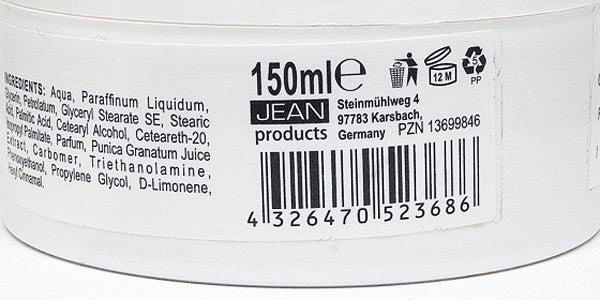 INGREDIENTS: Aqua, Paraffinum Liquidum,
Glycerin, Petrolatum, Glyceryl Stearate SE, Stearic
Acid, Palmitic Acid, Cetearyl Alcohol, Ceteareth-20,
Palmitate, Parfum, Punica Granatum Juice
Extract, Carbomer, Triethanolamine,
Phenoxyethanol, Propylene Glycol, D-Limonene,
Cinnamal.
150ml℮
JEAN
products
Steinmühlweg 4
97783 Karsbach,
Germany
PZN 13699846
12 M
5
PP
4 326470 523686